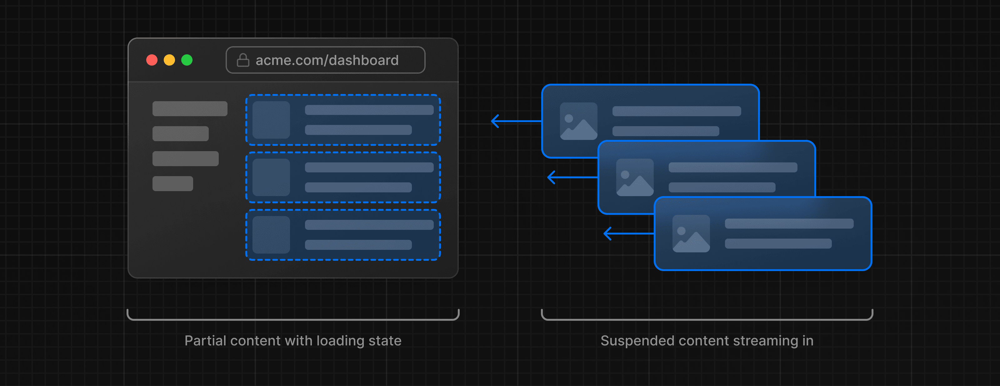 acme.com/dashboard
Partial content with loading state
Suspended content streaming in